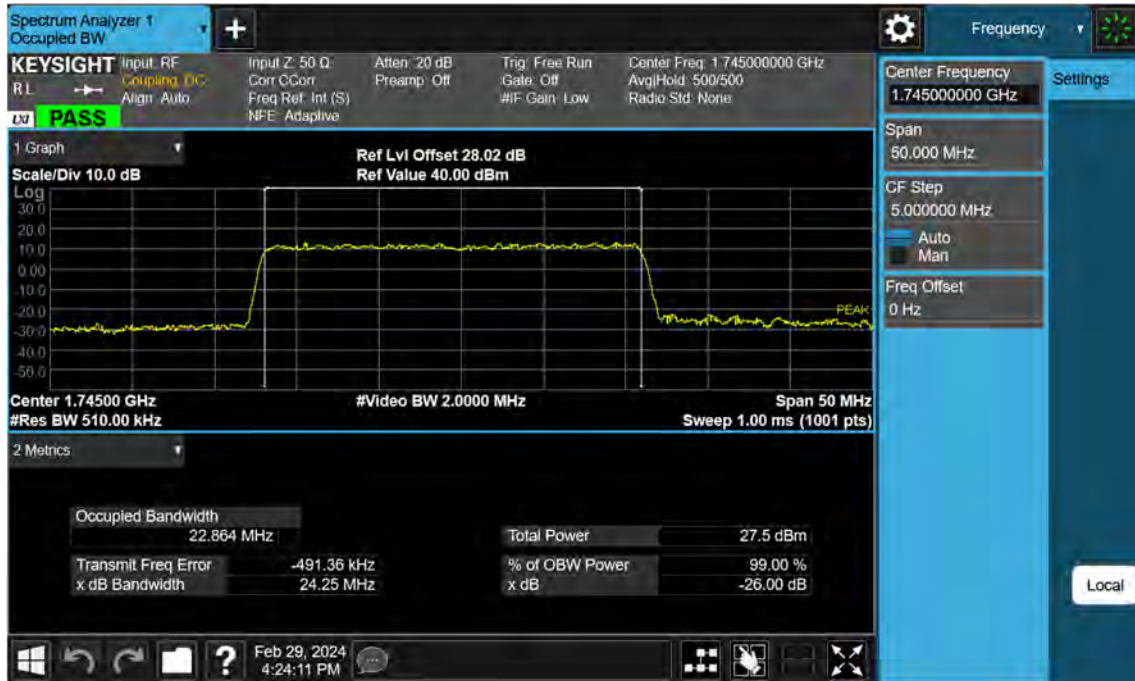 Spectrum Analyzer 1
Occupied BW
Frequency
KEYSIGHT
RL
LXI PASS
Input: RF
Coupling: DC
Align: Auto
Input Z: 50 Ω
Corr CCorr
Freq Ref: Int (S)
NFE: Adaptive
Atten: 20 dB
Preamp: Off
Trig: Free Run
Gate: Off
#IF Gain: Low
Center Freq: 1.745000000 GHz
Avg|Hold: 500/500
Radio Std: None
Center Frequency
1.745000000 GHz
Settings
Span
50.000 MHz
CF Step
5.000000 MHz
Auto
Man
Freq Offset
0 Hz
1 Graph
Scale/Div 10.0 dB
Ref Lvl Offset 28.02 dB
Ref Value 40.00 dBm
Log
30.0
20.0
10.0
0.00
-10.0
-20.0
-30.0
-40.0
-50.0
PEAK
Center 1.74500 GHz
#Video BW 2.0000 MHz
Span 50 MHz
#Res BW 510.00 kHz
Sweep 1.00 ms (1001 pts)
2 Metrics
Occupied Bandwidth
22.864 MHz
Total Power 27.5 dBm
Transmit Freq Error -491.36 kHz
% of OBW Power 99.00 %
x dB Bandwidth 24.25 MHz
x dB -26.00 dB
Local
?
Feb 29, 2024
4:24:11 PM